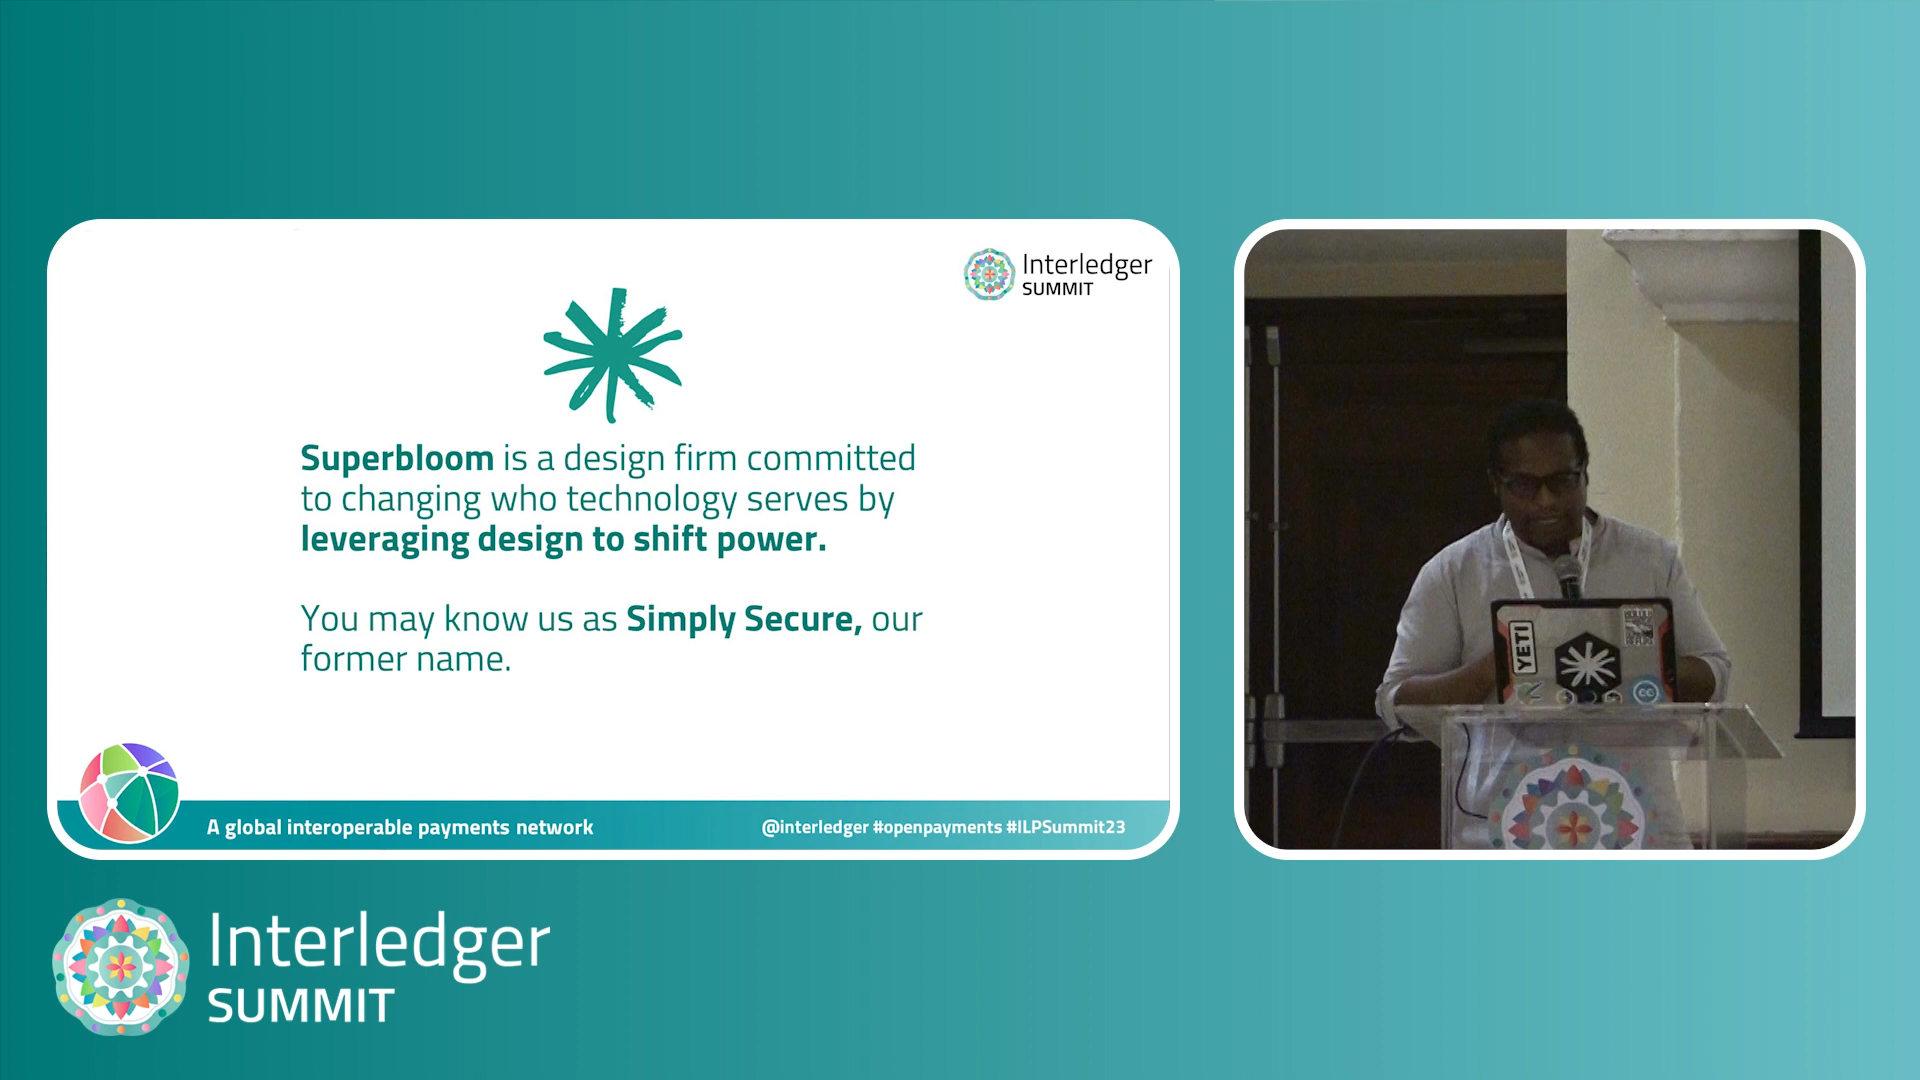 Interledger
SUMMIT
Superbloom is a design firm committed
to changing who technology serves by
leveraging design to shift power.
You may know us as Simply Secure, our
former name.
A global interoperable payments network
@interledger #openpayments #ILPSummit23
YETI
cc
Interledger
SUMMIT